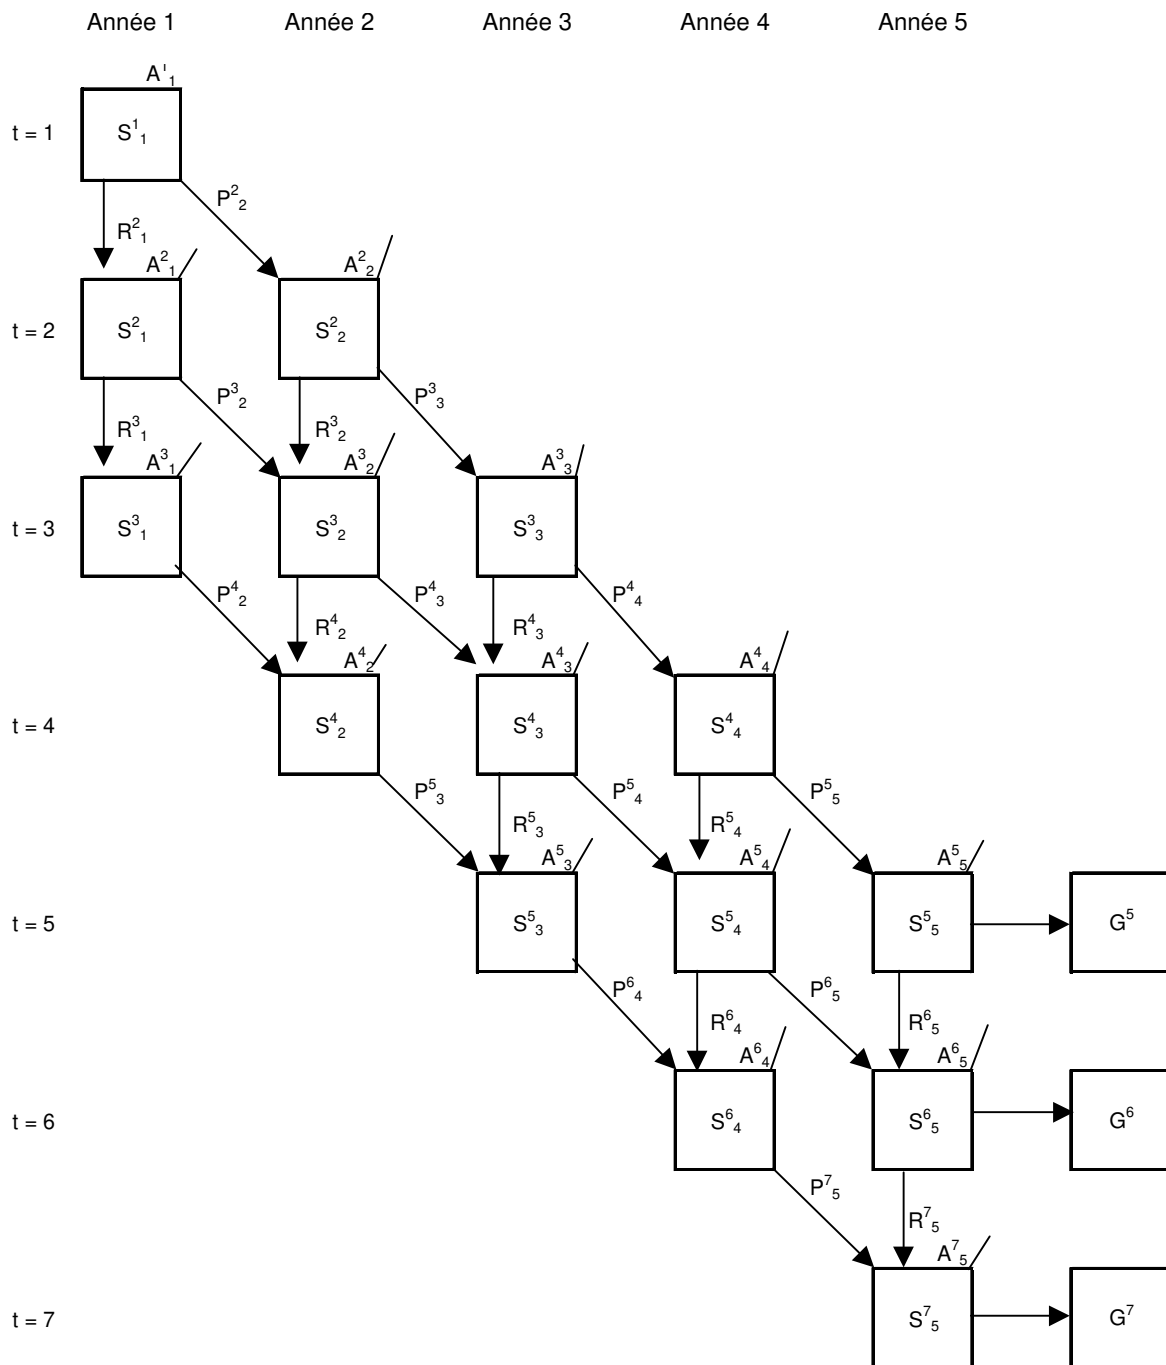 Année 1 Année 2 Année 3 Année 4 Année 5
A'₁
t = 1 S¹₁
P²₂
R²₁
A²₁ A²₂
t = 2 S²₁ S²₂
P³₂ P³₃
R³₁ R³₂
A³₁ A³₂ A³₃
t = 3 S³₁ S³₂ S³₃
P⁴₂ P⁴₃ P⁴₄
R⁴₂ R⁴₃
A⁴₂ A⁴₃ A⁴₄
t = 4 S⁴₂ S⁴₃ S⁴₄
P⁵₃ P⁵₄ P⁵₅
R⁵₃ R⁵₄
A⁵₃ A⁵₄ A⁵₅
t = 5 S⁵₃ S⁵₄ S⁵₅ G⁵
P⁶₄ P⁶₅
R⁶₄ R⁶₅
A⁶₄ A⁶₅
t = 6 S⁶₄ S⁶₅ G⁶
P⁷₅
R⁷₅
A⁷₅
t = 7 S⁷₅ G⁷